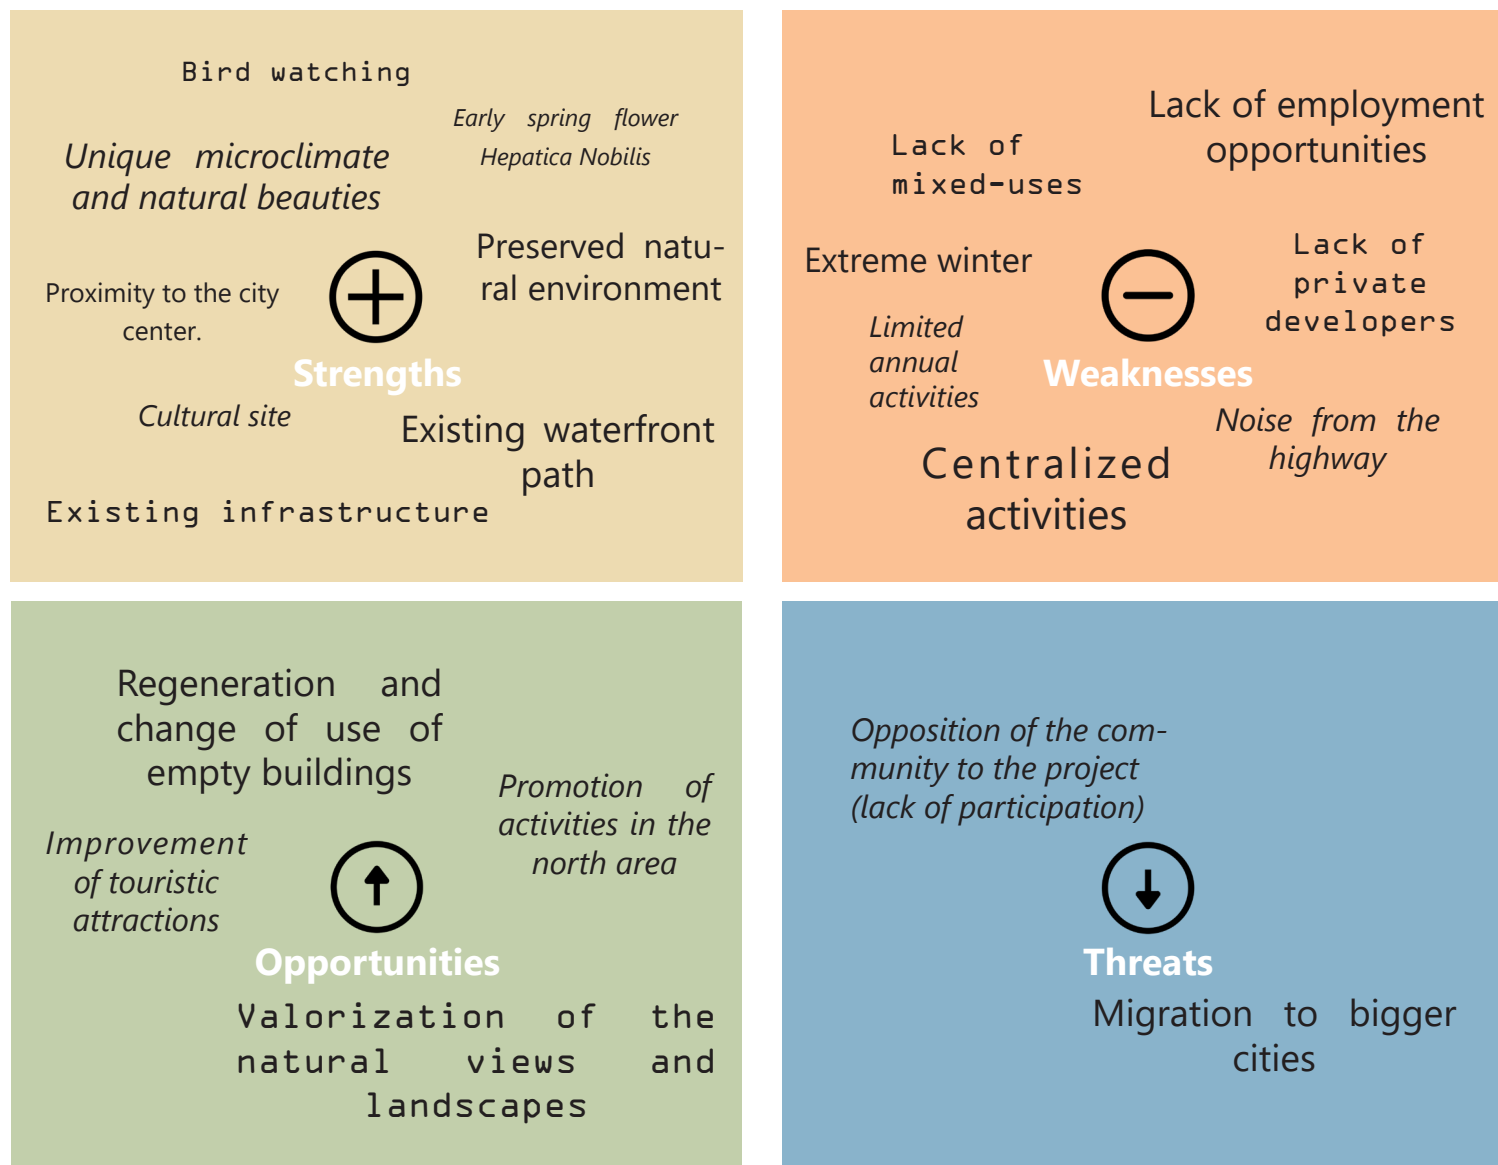 Bird watching
Early spring flower
Hepatica Nobilis
Unique microclimate
and natural beauties
Preserved natu-
ral environment
Proximity to the city
center.
Strengths
Cultural site
Existing waterfront
path
Existing infrastructure
Lack of employment
opportunities
Lack of
mixed-uses
Extreme winter
Lack of
private
developers
Limited
annual
activities
Weaknesses
Noise from the
highway
Centralized
activities
Regeneration and
change of use of
empty buildings
Promotion of
activities in the
north area
Improvement
of touristic
attractions
Opportunities
Valorization of the
natural views and
landscapes
Opposition of the com-
munity to the project
(lack of participation)
Threats
Migration to bigger
cities